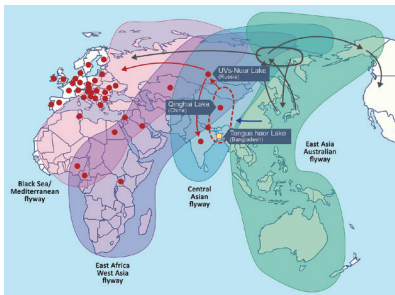 UVs-Nuur Lake
(Russia)
Qinghai Lake
(China)
Tangua haor Lake
(Bangladesh)
East Asia
Australian
flyway
Black Sea/
Mediterranean
flyway
Central
Asian
flyway
East Africa
West Asia
flyway